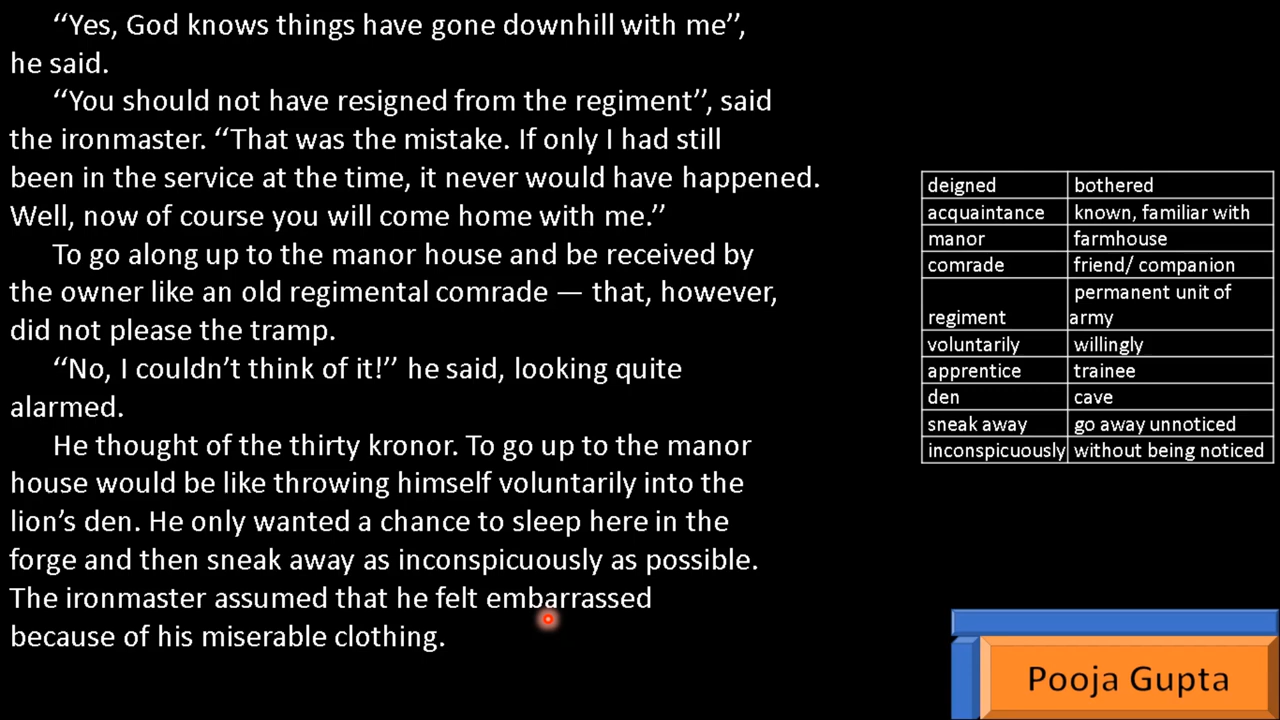 “Yes, God knows things have gone downhill with me”,
he said.
“You should not have resigned from the regiment”, said
the ironmaster. “That was the mistake. If only I had still
been in the service at the time, it never would have happened.
Well, now of course you will come home with me.”
To go along up to the manor house and be received by
the owner like an old regimental comrade — that, however,
did not please the tramp.
“No, I couldn’t think of it!” he said, looking quite
alarmed.
He thought of the thirty kronor. To go up to the manor
house would be like throwing himself voluntarily into the
lion’s den. He only wanted a chance to sleep here in the
forge and then sneak away as inconspicuously as possible.
The ironmaster assumed that he felt embarrassed
because of his miserable clothing.
deigned bothered
acquaintance known, familiar with
manor farmhouse
comrade friend/ companion
permanent unit of
regiment army
voluntarily willingly
apprentice trainee
den cave
sneak away go away unnoticed
inconspicuously without being noticed
Pooja Gupta